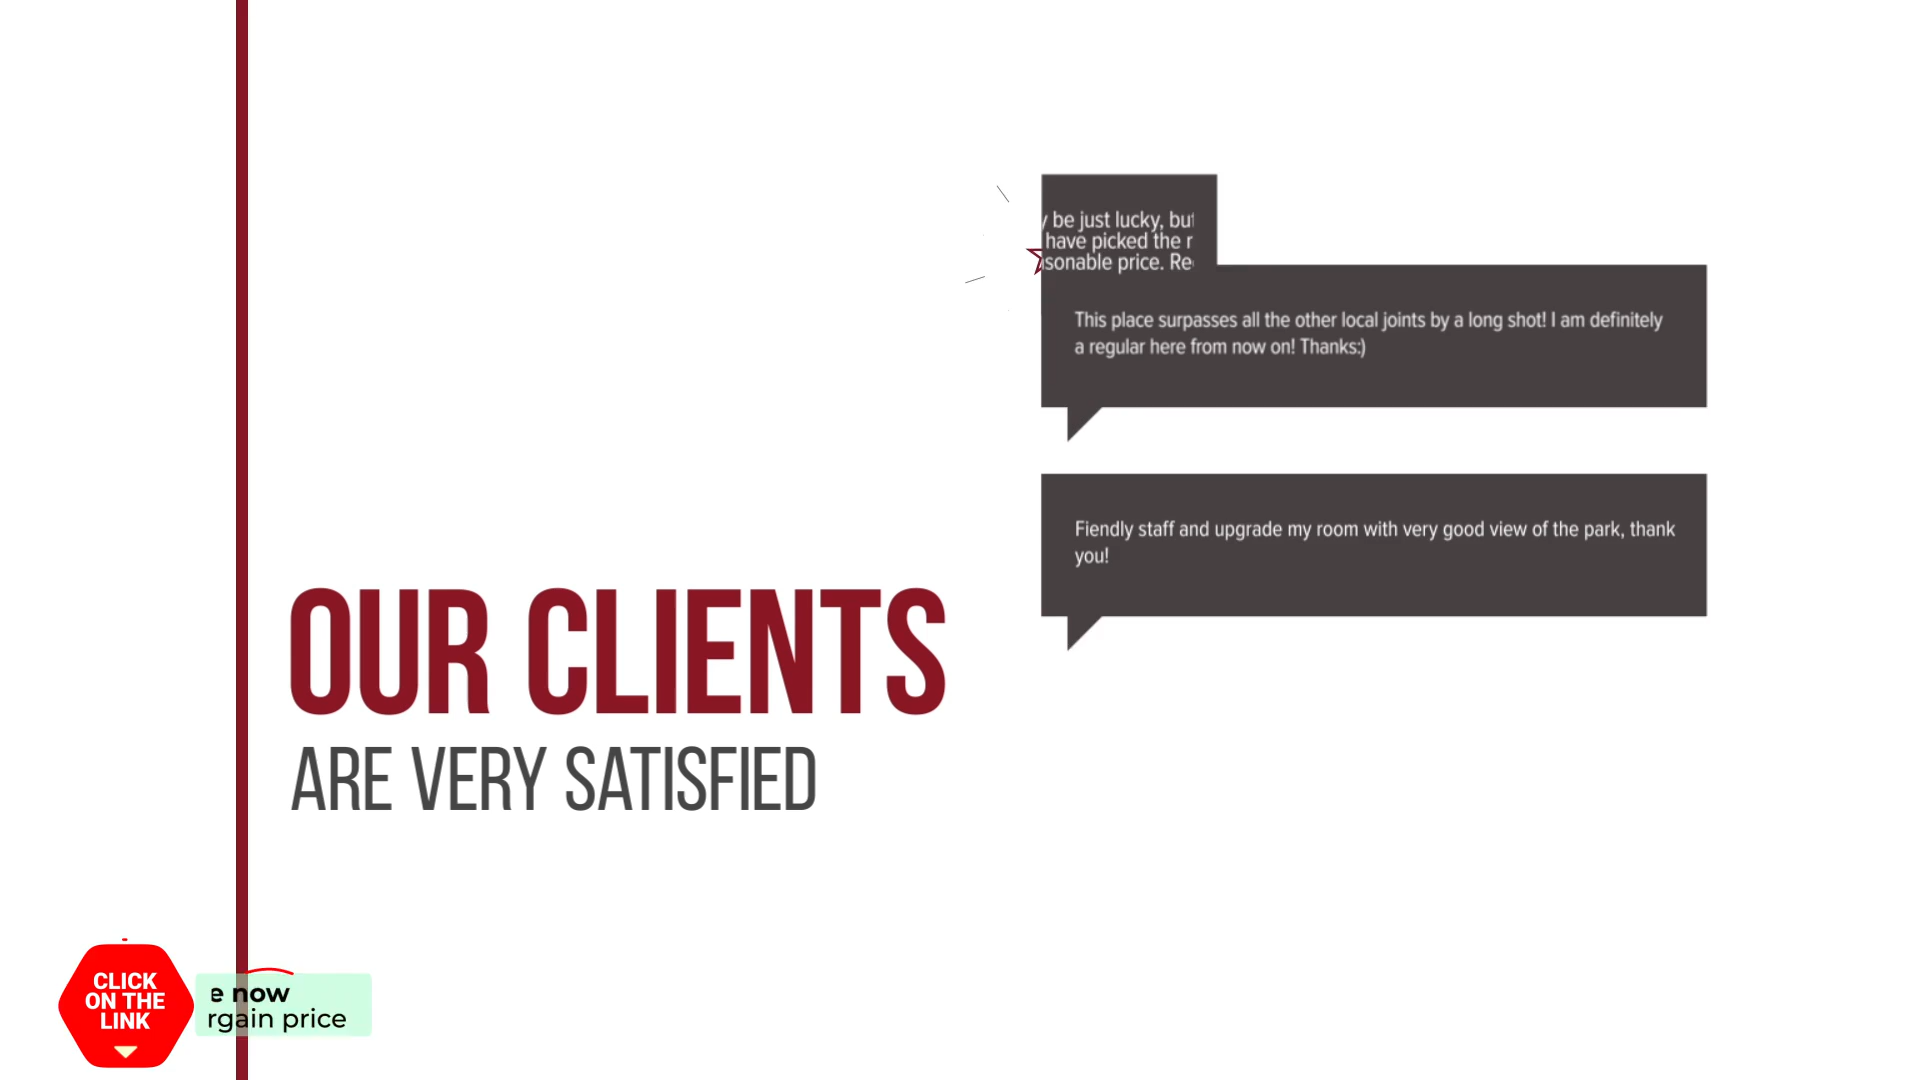 be just lucky, but
have picked the
price.
This place surpasses all the other local joints by a long shot! I am definitely
a regular here from now on! Thanks:)
Fiendly staff and upgrade my room with very good view of the park, thank
you!
OUR CLIENTS
ARE VERY SATISFIED
CLICK
ON THE
LINK
now
price